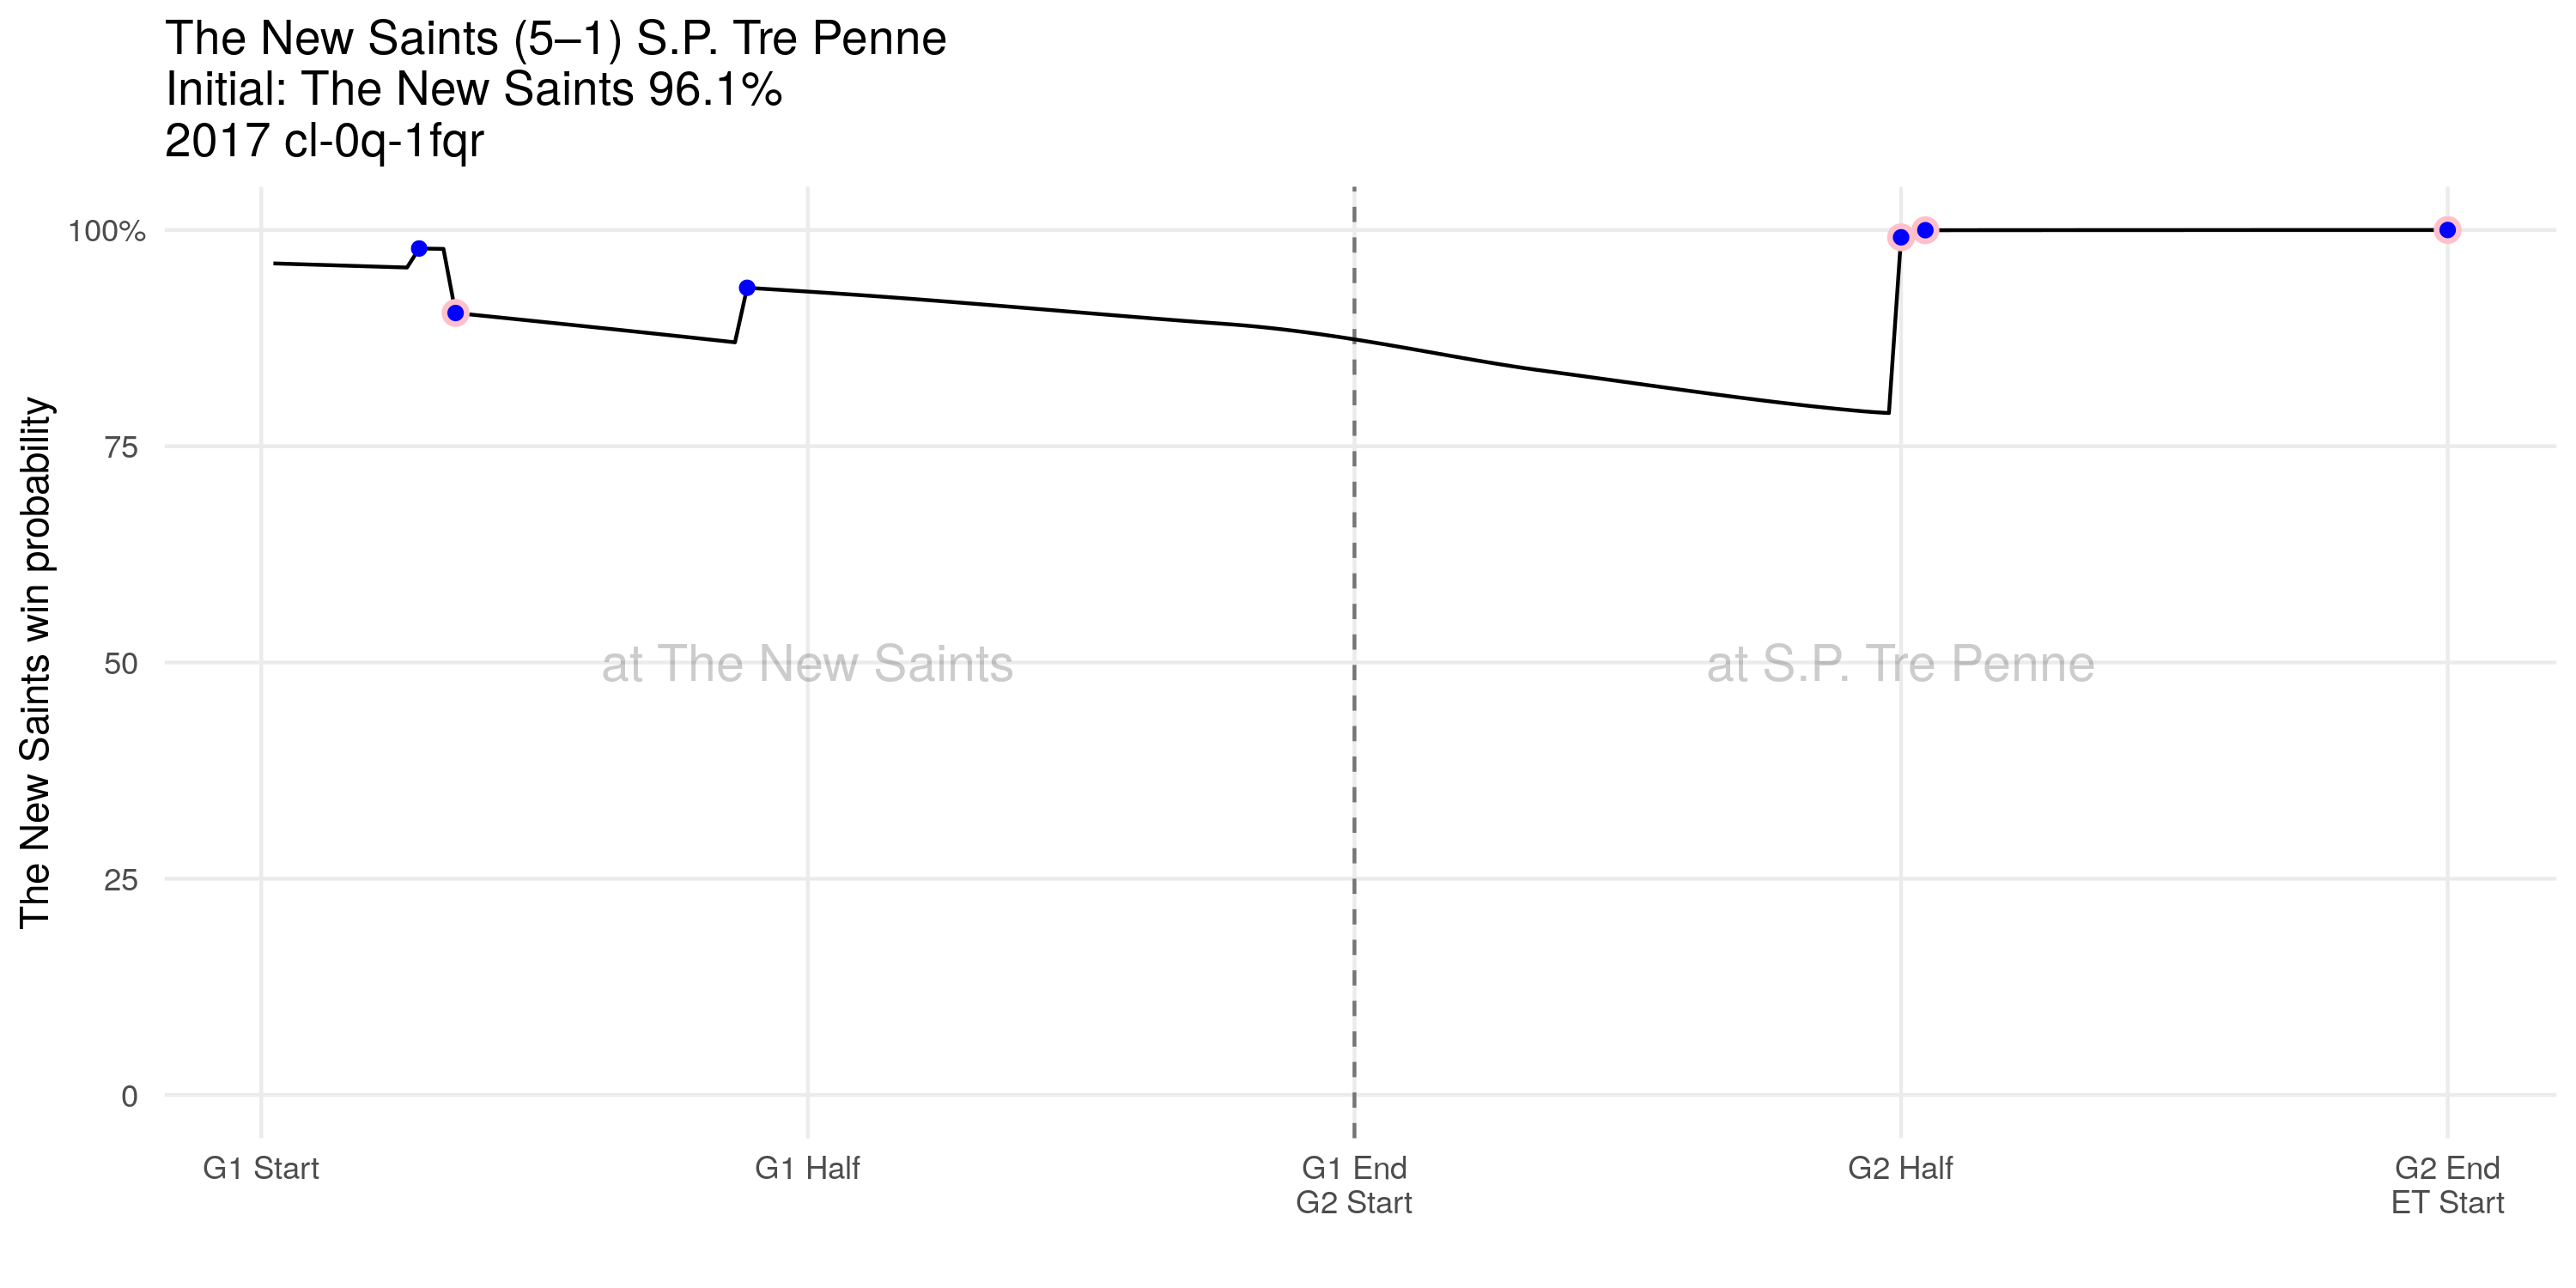 The New Saints (5–1) S.P. Tre Penne
Initial: The New Saints 96.1%
2017 cl-0q-1fqr
The New Saints win probability
100%
75
50
25
0
at The New Saints
at S.P. Tre Penne
G1 Start
G1 Half
G1 End
G2 Start
G2 Half
G2 End
ET Start